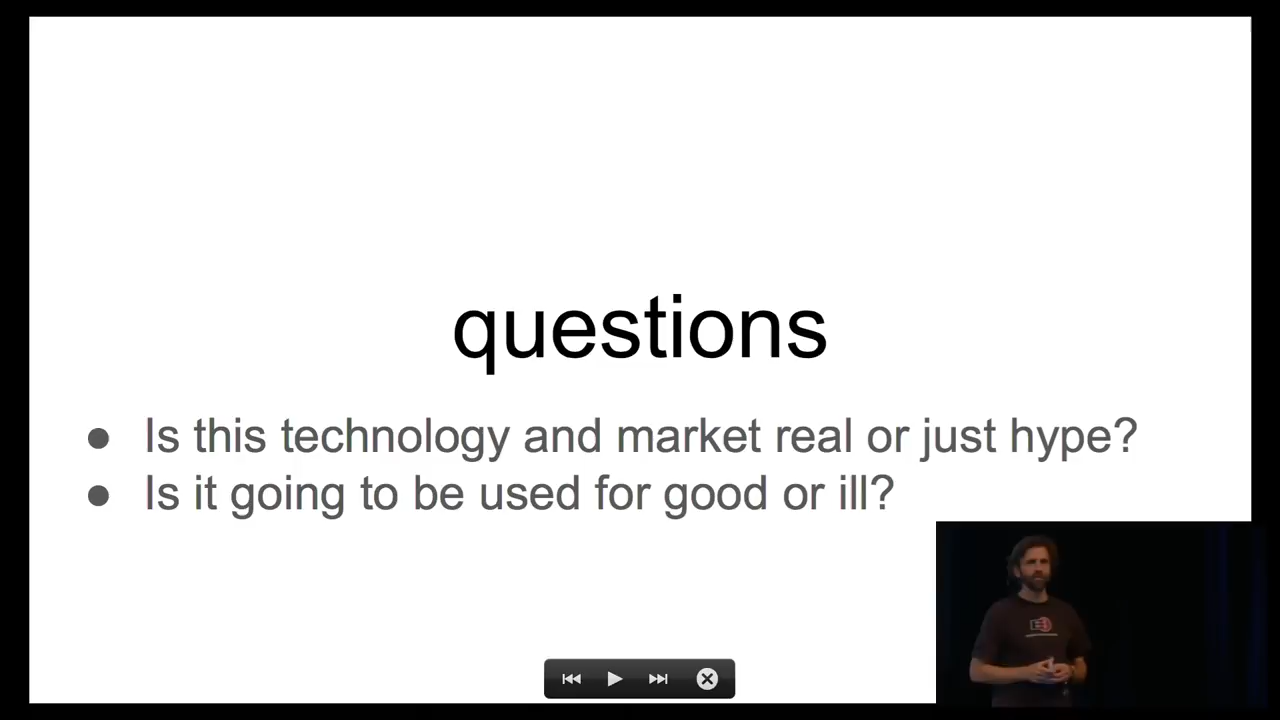 questions
● Is this technology and market real or just hype?
● Is it going to be used for good or ill?